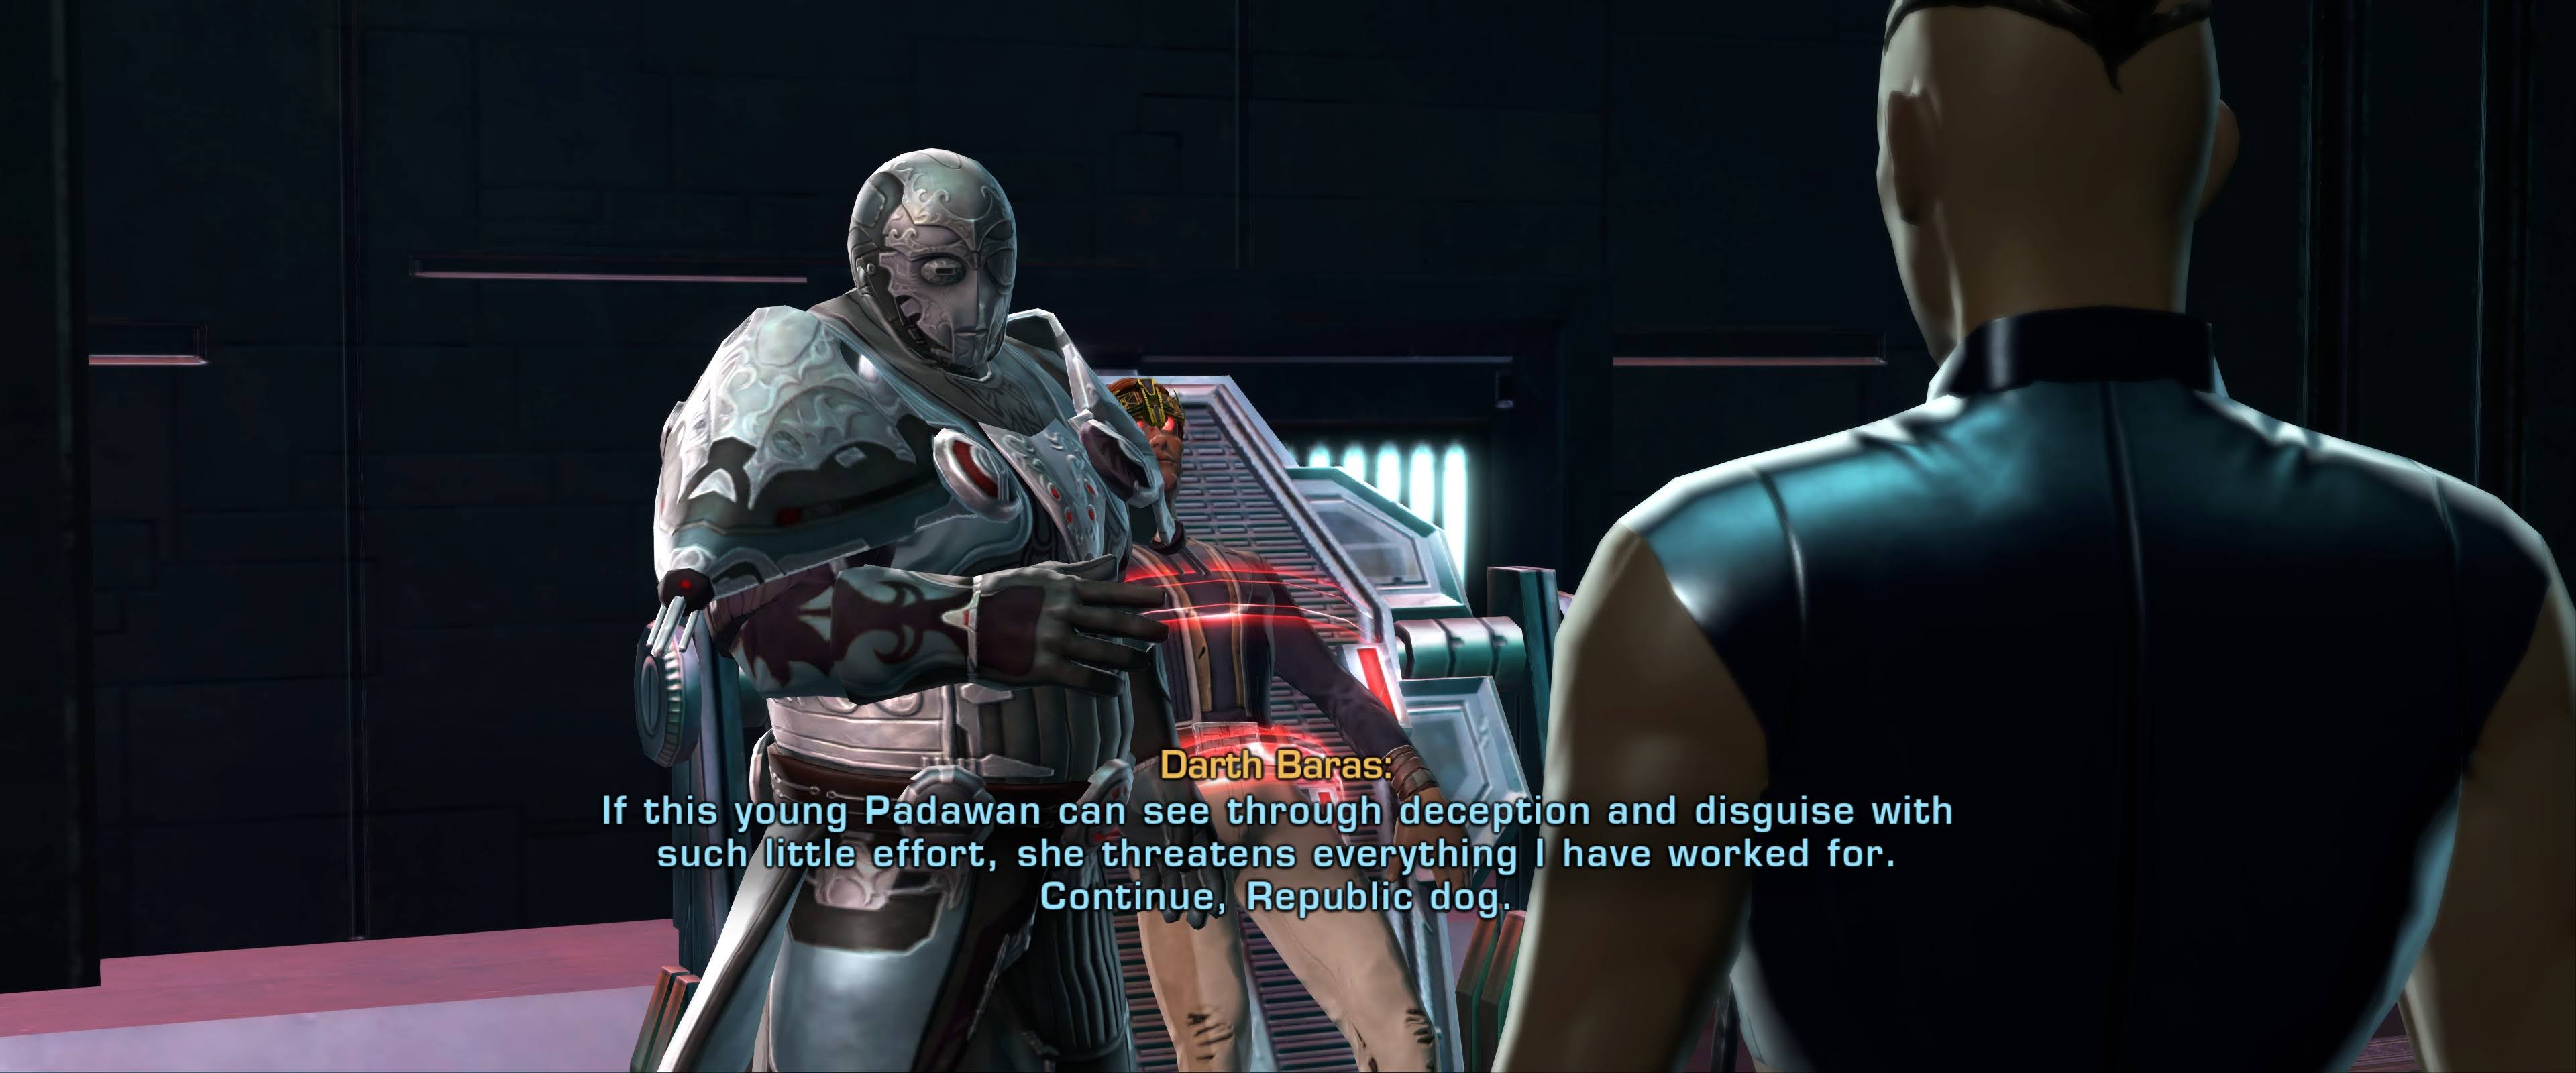 Darth Baras:
If this young Padawan can see through deception and disguise with
such little effort, she threatens everything I have worked for.
Continue, Republic dog.